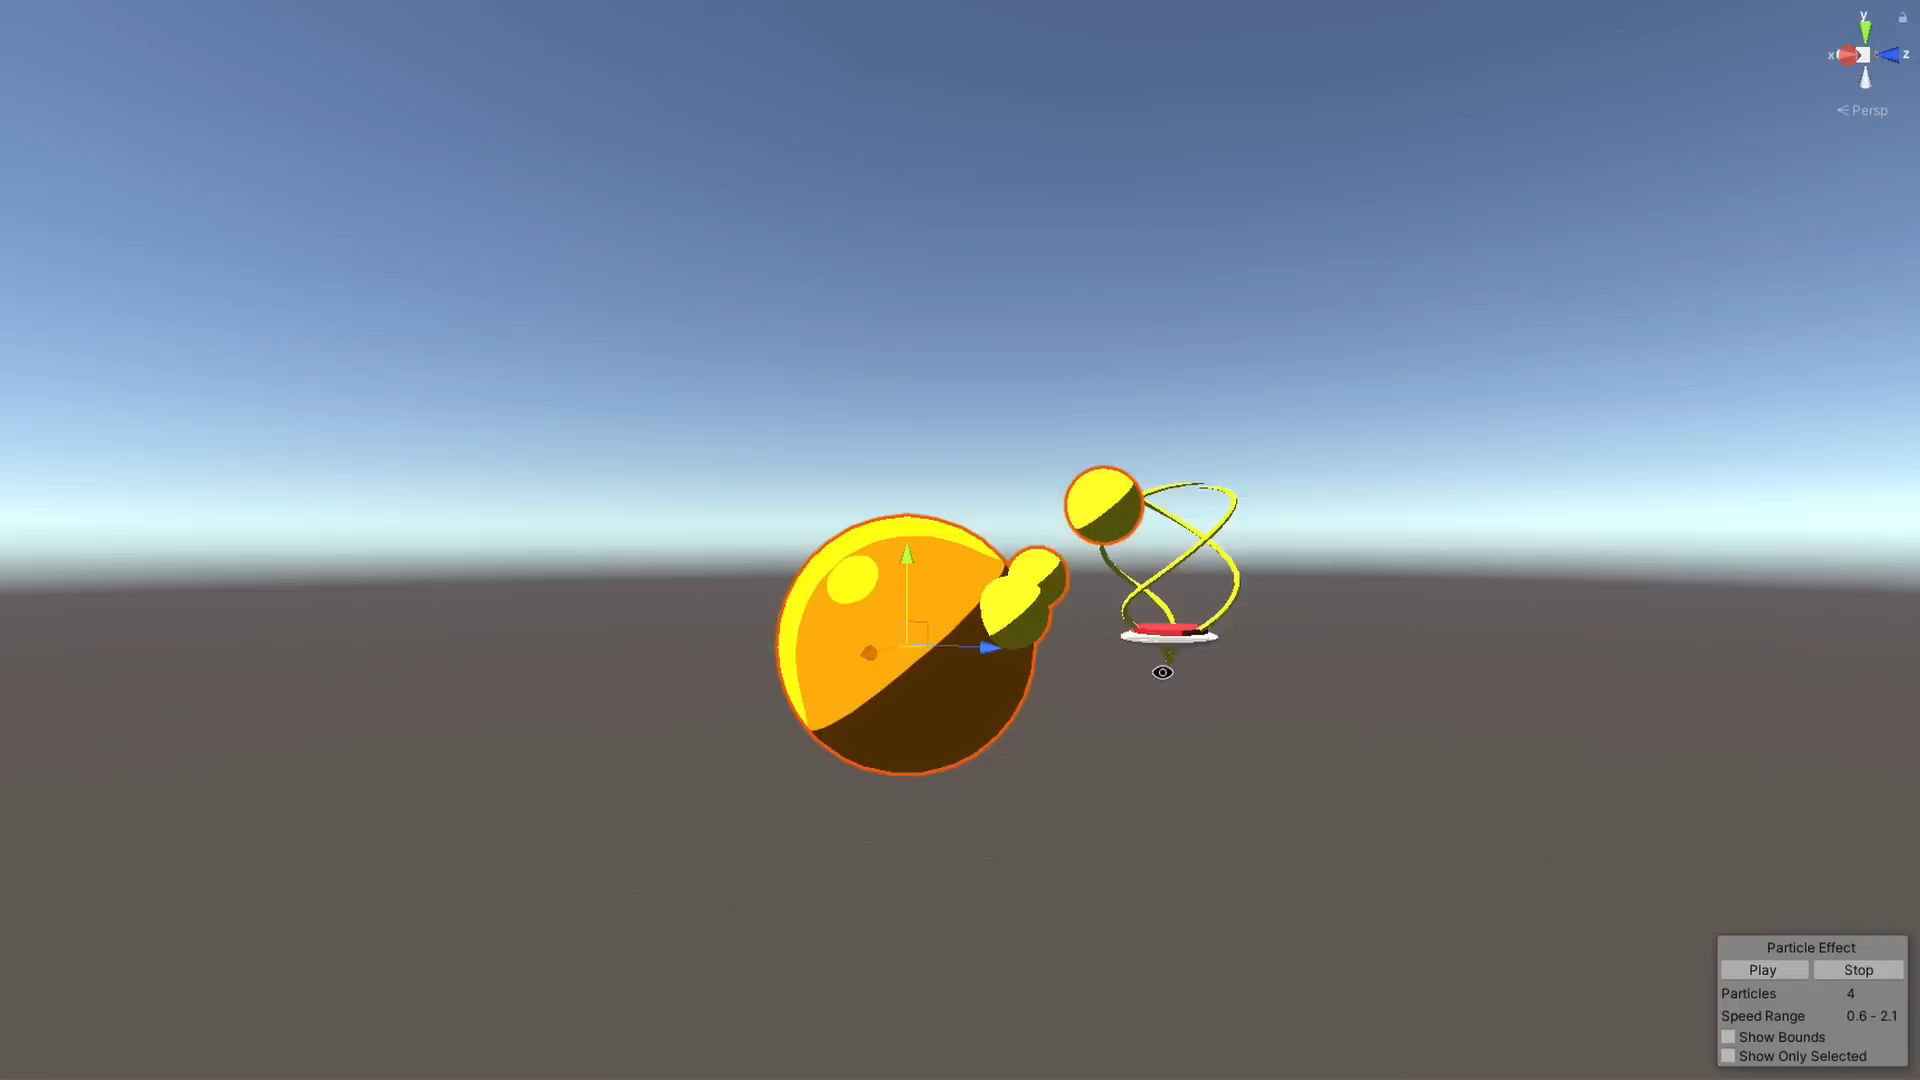 y
x
z
Persp
Particle Effect
Play Stop
Particles 4
Speed Range 0.6 - 2.1
Show Bounds
Show Only Selected